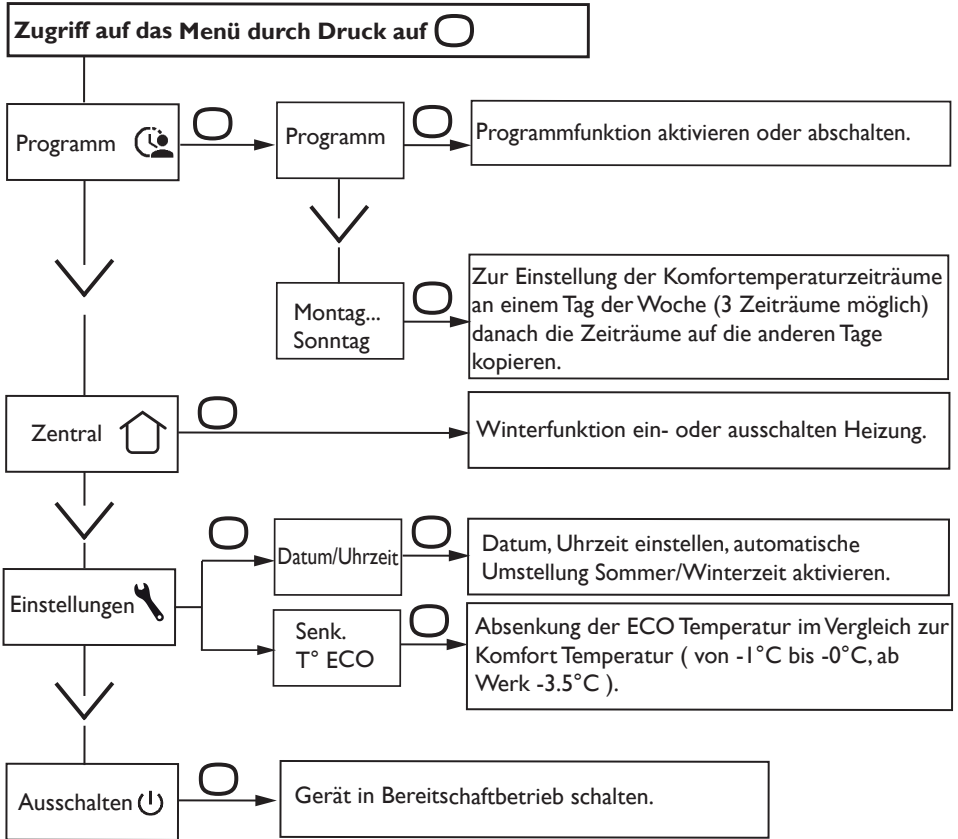 Zugriff auf das Menü durch Druck auf
Programm
Programm
Programmfunktion aktivieren oder abschalten.
Montag...
Sonntag
Zur Einstellung der Komfortemperaturzeiträume
an einem Tag der Woche (3 Zeiträume möglich)
danach die Zeiträume auf die anderen Tage
kopieren.
Zentral
Winterfunktion ein- oder ausschalten Heizung.
Einstellungen
Datum/Uhrzeit
Datum, Uhrzeit einstellen, automatische
Umstellung Sommer/Winterzeit aktivieren.
Senk.
T° ECO
Absenkung der ECO Temperatur im Vergleich zur
Komfort Temperatur ( von -1°C bis -0°C, ab
Werk -3.5°C ).
Ausschalten
Gerät in Bereitschaftbetrieb schalten.